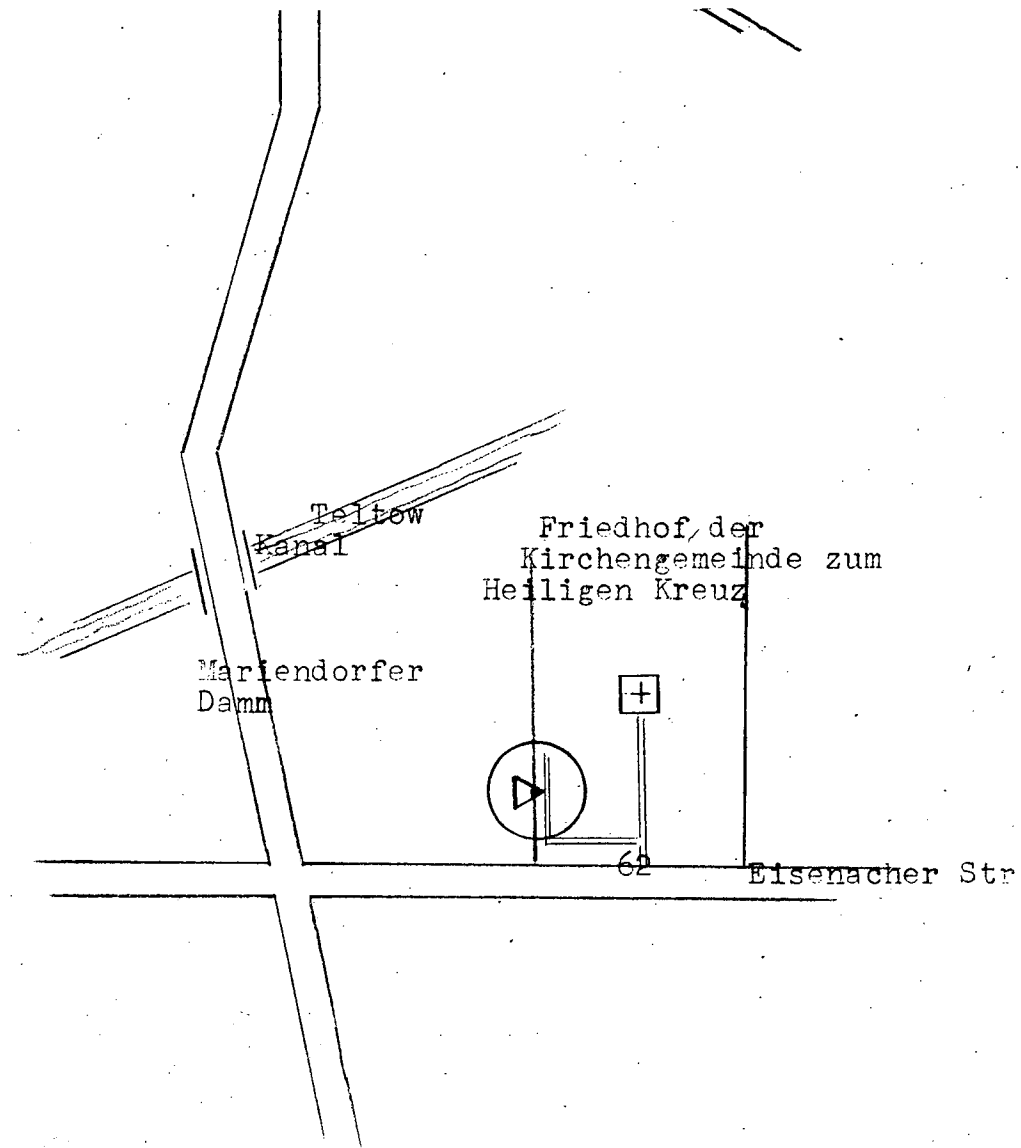 Teltow
Kanal
Friedhof der
Kirchengemeinde zum
Heiligen Kreuz
Mariendorfer
Damm
62
Eisenacher Str